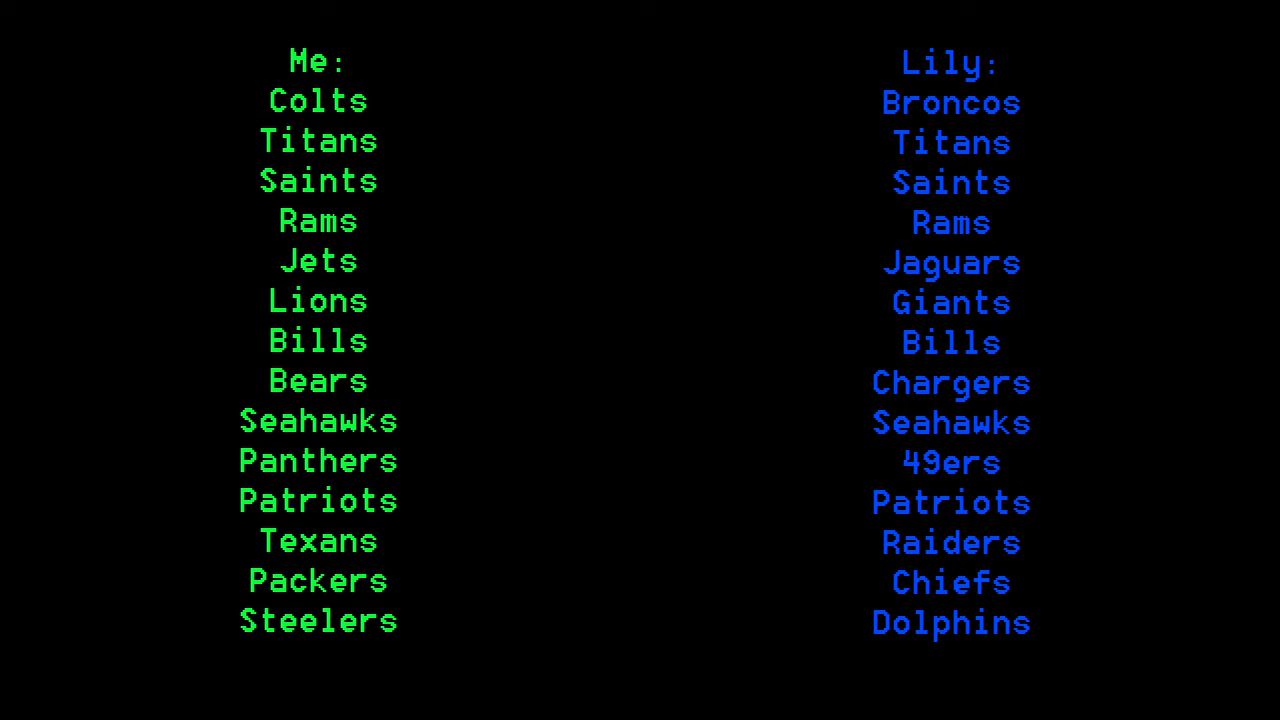 Me:
Colts
Titans
Saints
Rams
Jets
Lions
Bills
Bears
Seahawks
Panthers
Patriots
Texans
Packers
Steelers
Lily:
Broncos
Titans
Saints
Rams
Jaguars
Giants
Bills
Chargers
Seahawks
49ers
Patriots
Raiders
Chiefs
Dolphins